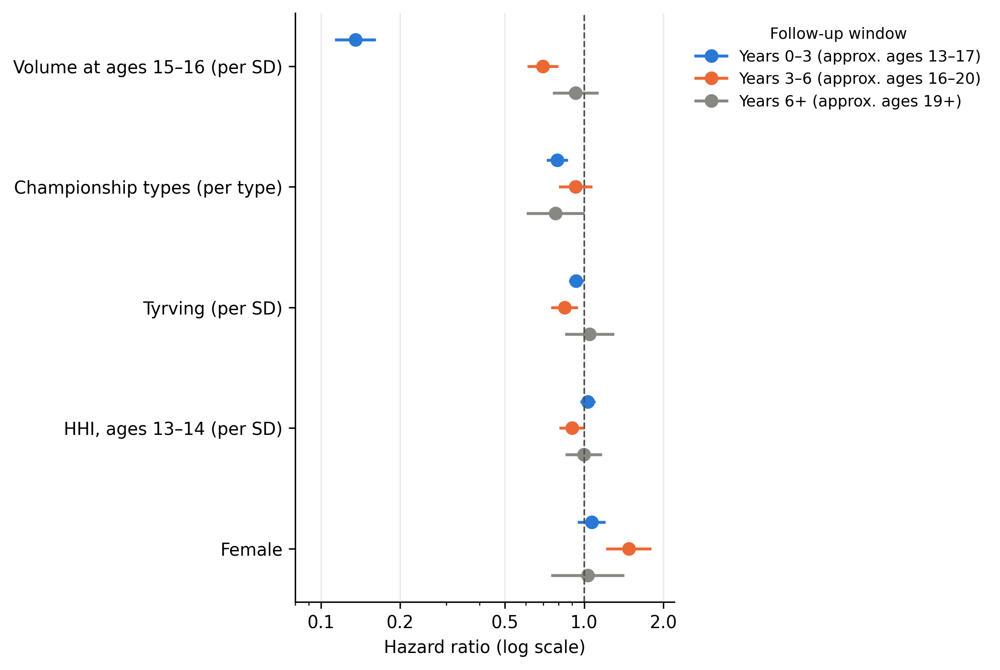 Follow-up window
Years 0–3 (approx. ages 13–17)
Years 3–6 (approx. ages 16–20)
Years 6+ (approx. ages 19+)
Volume at ages 15–16 (per SD)
Championship types (per type)
Tyrving (per SD)
HHI, ages 13–14 (per SD)
Female
0.1 0.2 0.5 1.0 2.0
Hazard ratio (log scale)